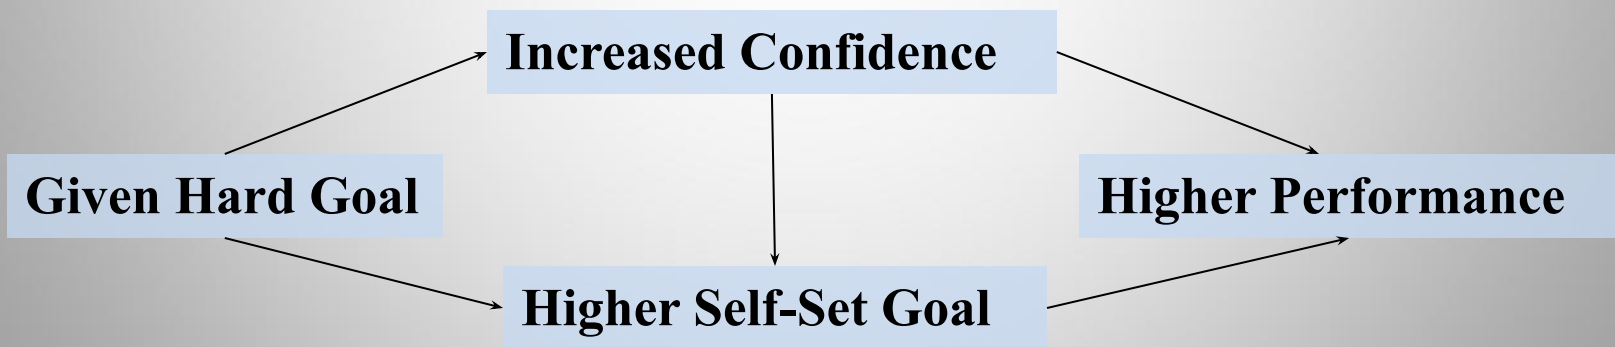 Increased Confidence
Given Hard Goal
Higher Performance
Higher Self-Set Goal